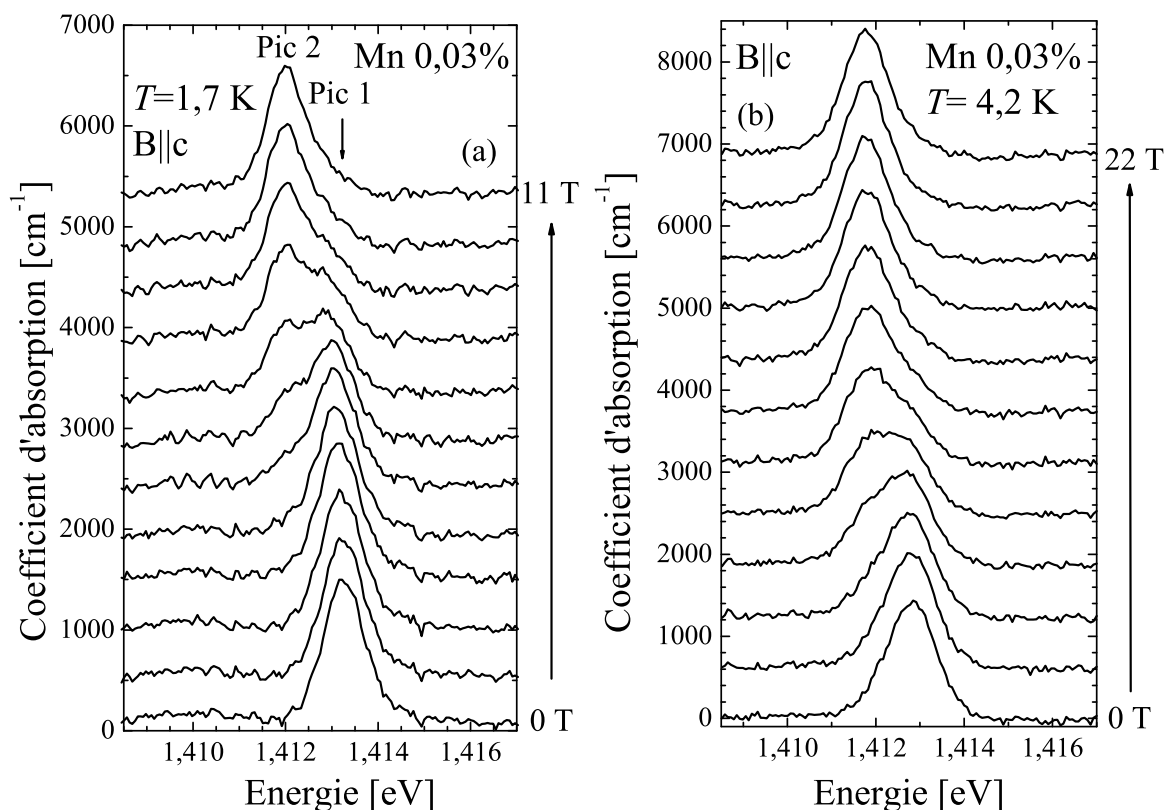 7000
6000
5000
4000
3000
2000
1000
0
Coefficient d'absorption [cm-1]
Pic 2
Mn 0,03%
Pic 1
T=1,7 K
B||c
(a)
11 T
0 T
1,410
1,412
1,414
1,416
Energie [eV]
8000
7000
6000
5000
4000
3000
2000
1000
0
Coefficient d'absorption [cm-1]
B||c
Mn 0,03%
(b)
T= 4,2 K
22 T
0 T
1,410
1,412
1,414
1,416
Energie [eV]